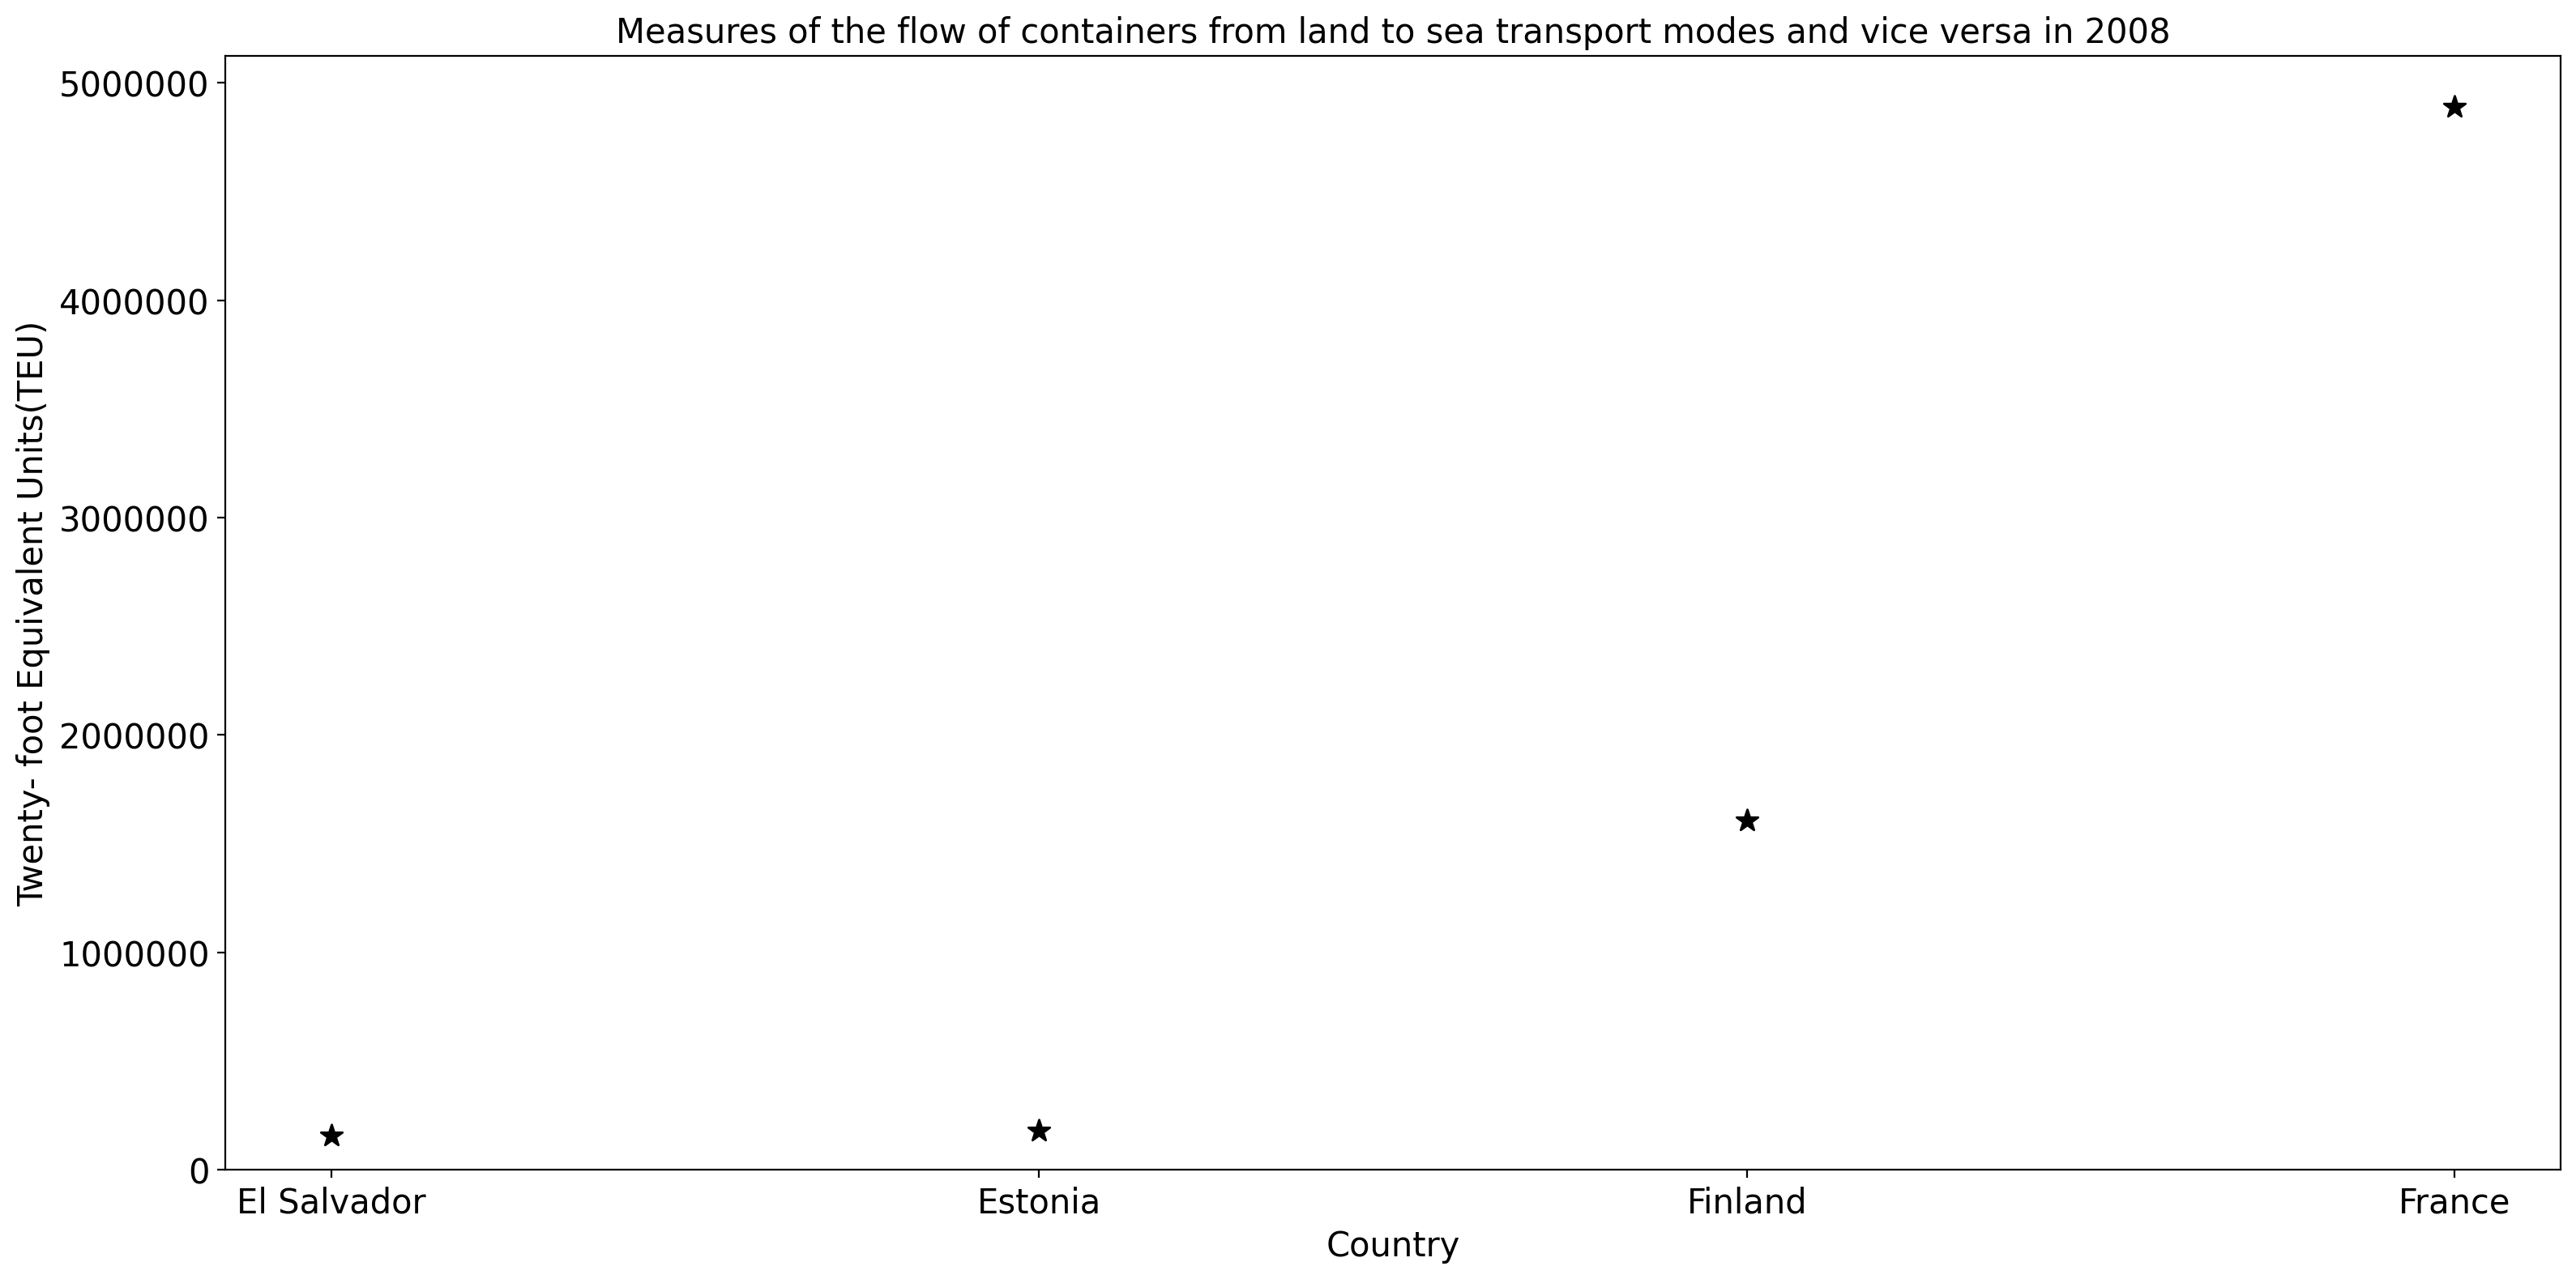 Measures of the flow of containers from land to sea transport modes and vice versa in 2008
Twenty- foot Equivalent Units(TEU)
5000000
4000000
3000000
2000000
1000000
0
El Salvador
Estonia
Finland
France
Country